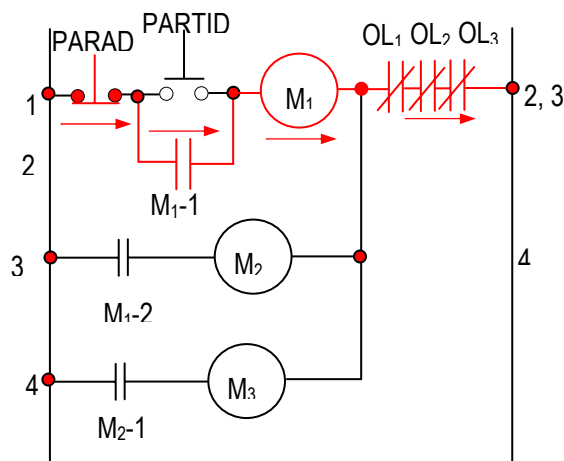 PARTID
PARAD
OL₁ OL₂ OL₃
1
M₁
2, 3
2
M₁-1
3
M₂
4
M₁-2
4
M₃
M₂-1